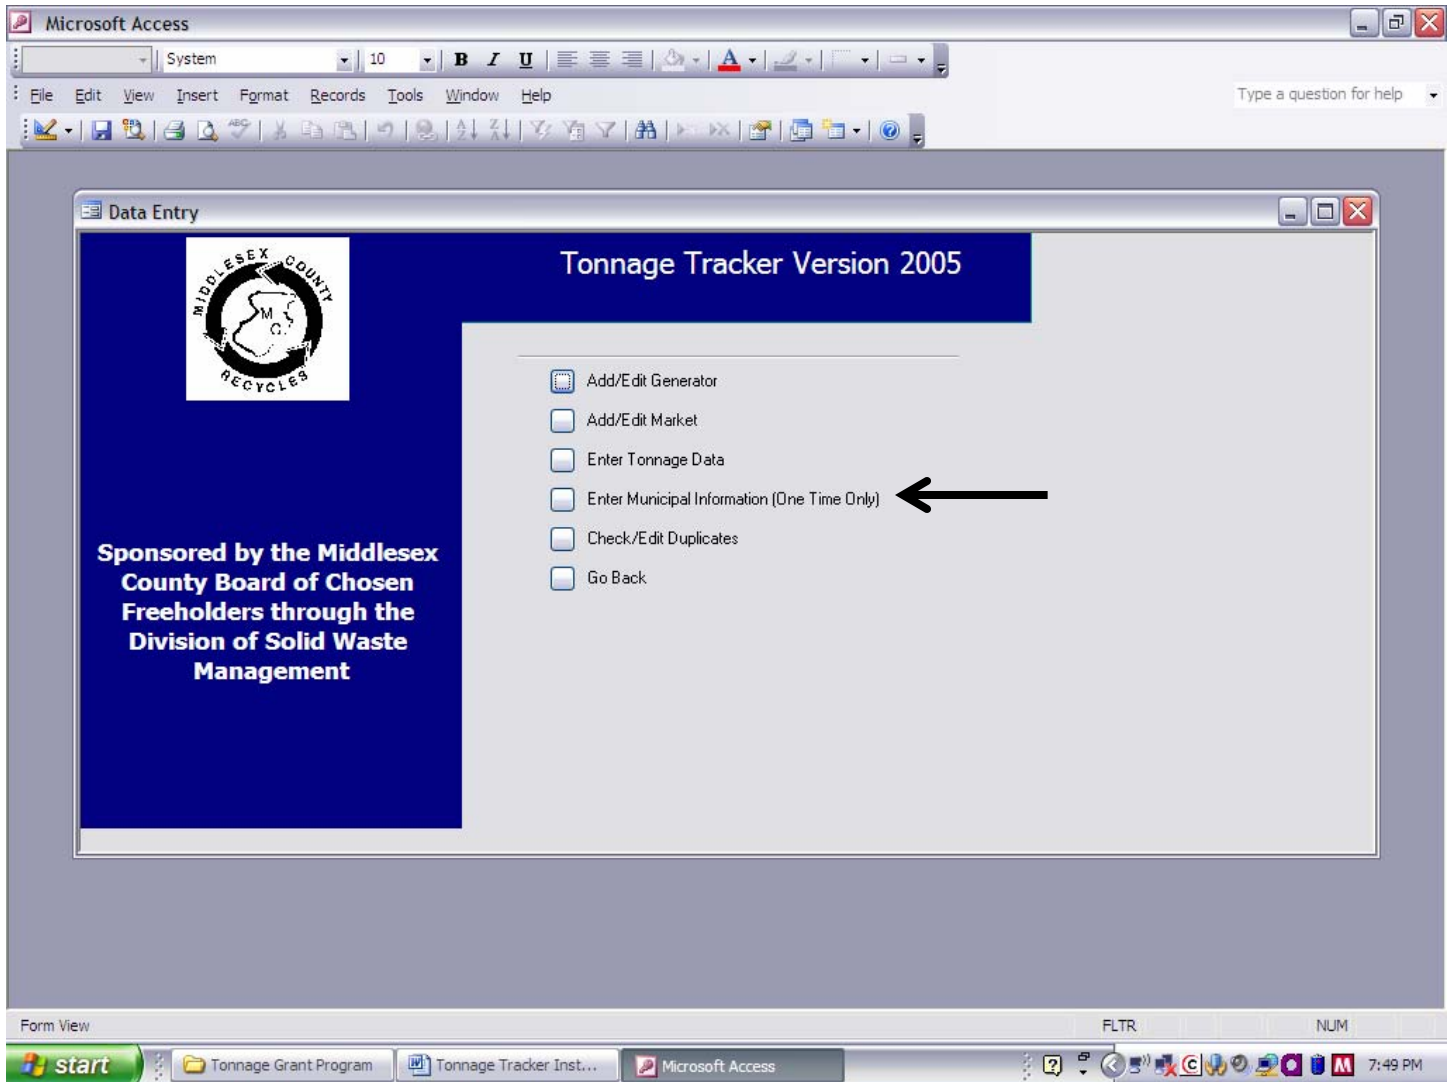 Microsoft Access
System 10 B I U A
File Edit View Insert Format Records Tools Window Help Type a question for help
Data Entry
MIDDLESEX COUNTY
M
C.
RECYCLES
Tonnage Tracker Version 2005
Add/Edit Generator
Add/Edit Market
Enter Tonnage Data
Enter Municipal Information (One Time Only)
Check/Edit Duplicates
Go Back
Sponsored by the Middlesex
County Board of Chosen
Freeholders through the
Division of Solid Waste
Management
Form View FLTR NUM
start Tonnage Grant Program Tonnage Tracker Inst... Microsoft Access 7:49 PM